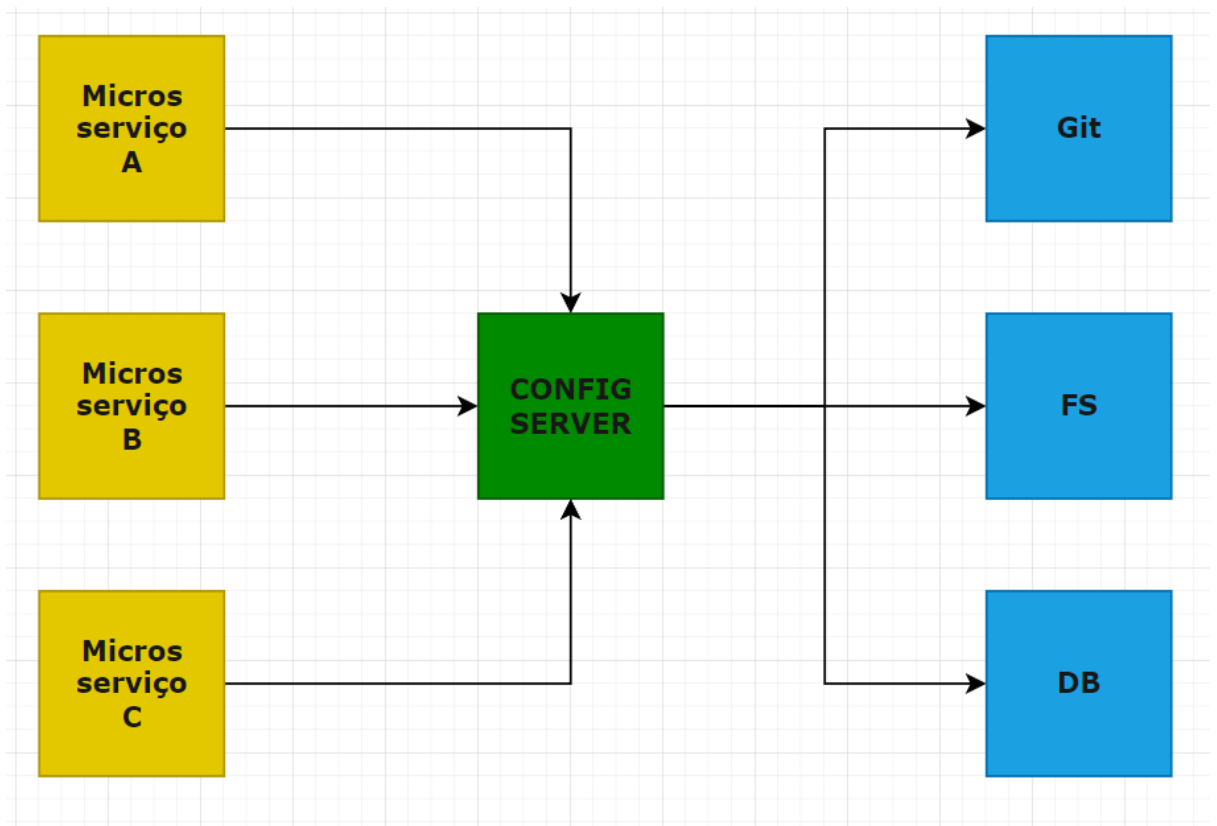 Micros
serviço
A
Git
Micros
serviço
B
CONFIG
SERVER
FS
Micros
serviço
C
DB